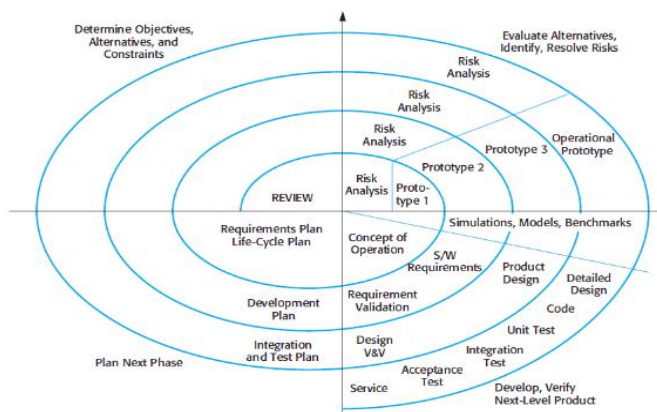 Determine Objectives,
Alternatives, and
Constraints
Evaluate Alternatives,
Identify, Resolve Risks
Risk
Analysis
Risk
Analysis
Risk
Analysis
Operational
Prototype
Prototype 3
Prototype 2
Risk
Analysis
Proto-
type 1
REVIEW
Simulations, Models, Benchmarks
Requirements Plan
Life-Cycle Plan
Concept of
Operation
S/W
Requirements
Product
Design
Detailed
Design
Development
Plan
Requirement
Validation
Code
Unit Test
Integration
and Test Plan
Design
V&V
Integration
Test
Plan Next Phase
Acceptance
Test
Service
Develop, Verify
Next-Level Product